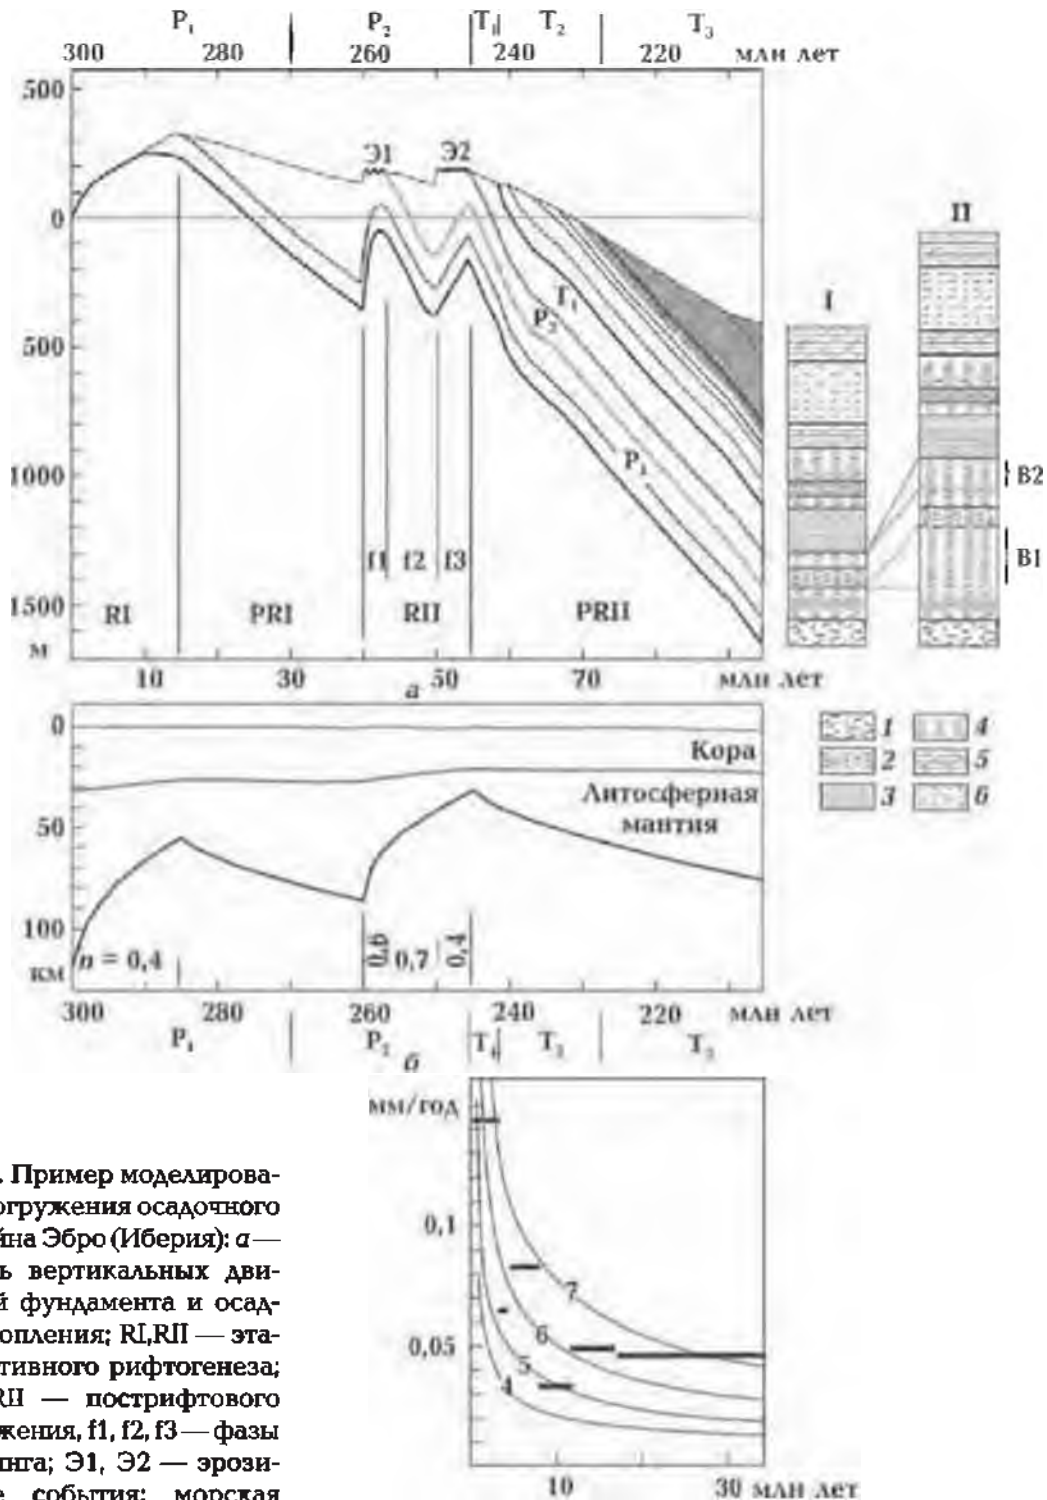 P₁ P₂ T₁ T₂ T₃
300 280 260 240 220 млн лет
500
0
500
1000
1500
м
Э1 Э2
T₁
P₂
P₁
f1 f2 f3
RI PRI RII PRII
10 30 50 70 млн лет
а
I
II
B2
B1
1 4
2 5
3 6
0
50
100
км
Кора
Литосферная
мантия
n = 0,4 0,6 0,7 0,4
300 280 260 240 220 млн лет
P₁ P₂ T₁ T₂ T₃
б
мм/год
0,1
0,05
7
6
5
4
10 30 млн лет
. Пример моделирова-
огружения осадочного
йна Эбро (Иберия): а —
ь вертикальных дви-
й фундамента и осад-
опления; RI,RII — эта-
тивного рифтогенеза;
RII — пострифтового
жения, f1, f2, f3 — фазы
инга; Э1, Э2 — эрози-
е события; морская